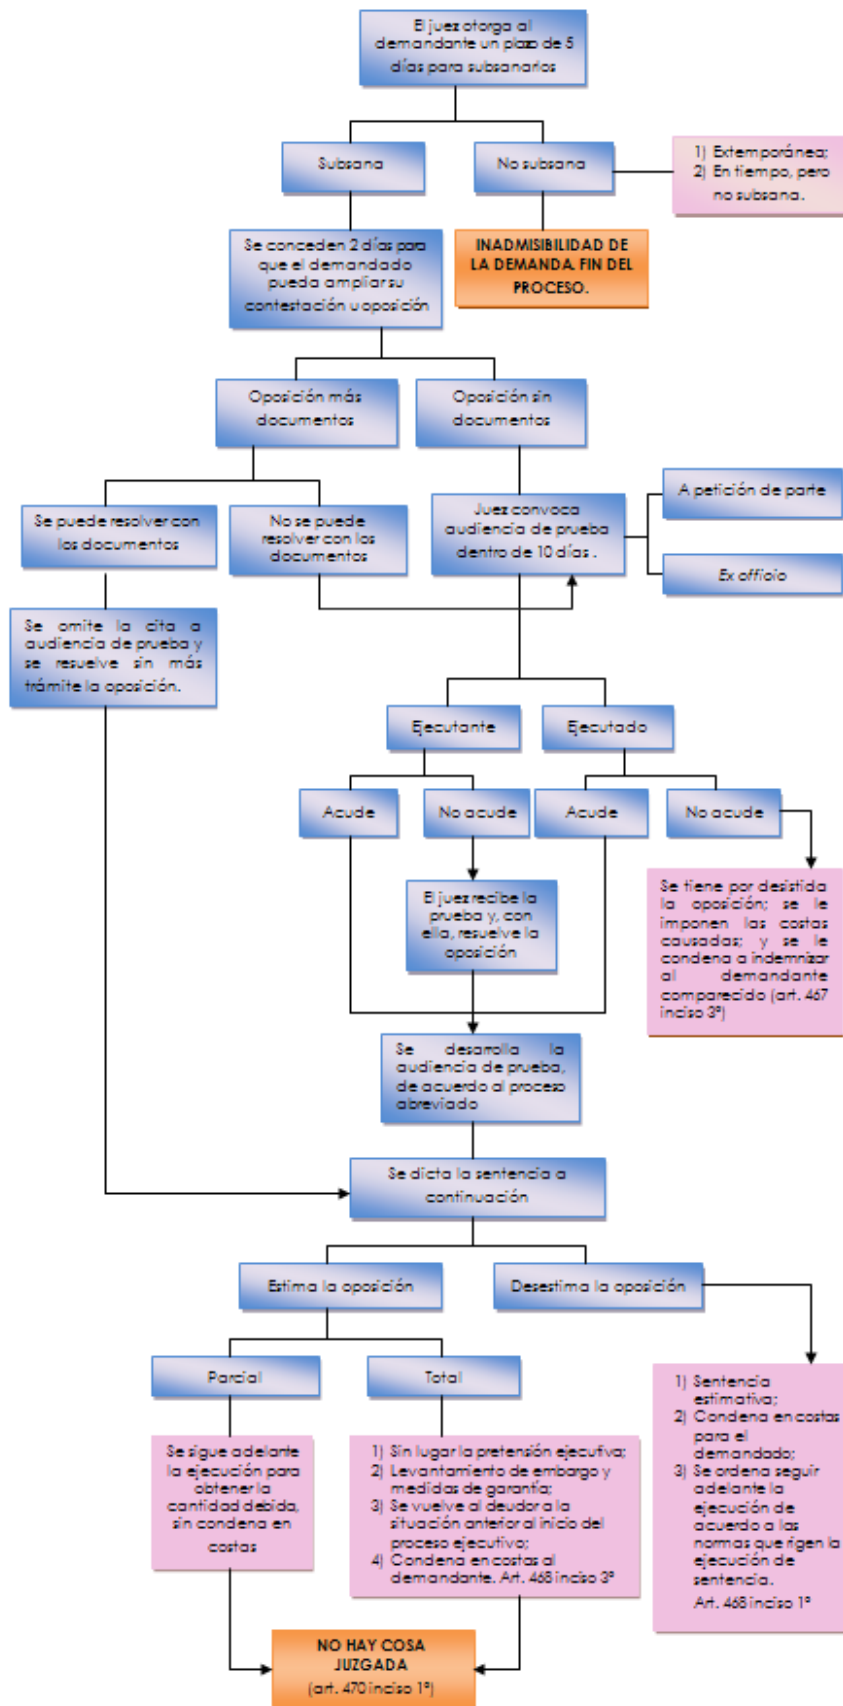 El juez otorga al
demandante un plazo de 5
días para subsanarlos
Subsana
No subsana
1) Extemporánea;
2) En tiempo, pero
no subsana.
Se conceden 2 días para
que el demandado
pueda ampliar su
contestación u oposición
INADMISIBILIDAD DE
LA DEMANDA. FIN DEL
PROCESO.
Oposición más
documentos
Oposición sin
documentos
Se puede resolver con
los documentos
No se puede
resolver con los
documentos
Juez convoca
audiencia de prueba
dentro de 10 días .
A petición de parte
Ex officio
Se omite la cita a
audiencia de prueba y
se resuelve sin más
trámite la oposición.
Ejecutante
Ejecutado
Acude
No acude
Acude
No acude
El juez recibe la
prueba y, con
ella, resuelve la
oposición
Se tiene por desistida
la oposición; se le
imponen las costas
causadas; y se le
condena a indemnizar
al demandante
comparecido (art. 467
inciso 3º)
Se desarrolla la
audiencia de prueba,
de acuerdo al proceso
abreviado
Se dicta la sentencia a
continuación
Estima la oposición
Desestima la oposición
Parcial
Total
Se sigue adelante
la ejecución para
obtener la
cantidad debida,
sin condena en
costas
1) Sin lugar la pretensión ejecutiva;
2) Levantamiento de embargo y
medidas de garantía;
3) Se vuelve al deudor a la
situación anterior al inicio del
proceso ejecutivo;
4) Condena en costas al
demandante. Art. 468 inciso 3º
1) Sentencia
estimativa;
2) Condena en costas
para el
demandado;
3) Se ordena seguir
adelante la
ejecución de
acuerdo a las
normas que rigen la
ejecución de
sentencia.
Art. 468 inciso 1º
NO HAY COSA
JUZGADA
(art. 470 inciso 1º)